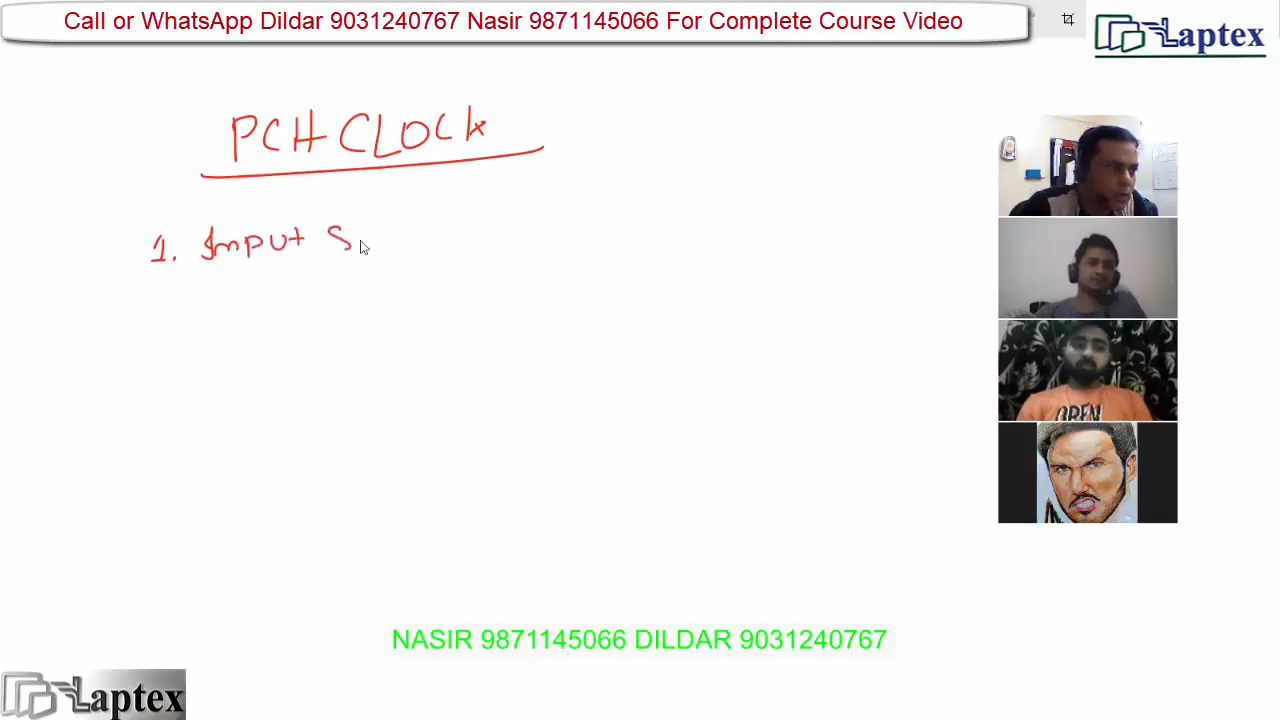 Call or WhatsApp Dildar 9031240767 Nasir 9871145066 For Complete Course Video
Laptex
PCH CLOCK
1. Input S
OPEN
NASIR 9871145066 DILDAR 9031240767
Laptex